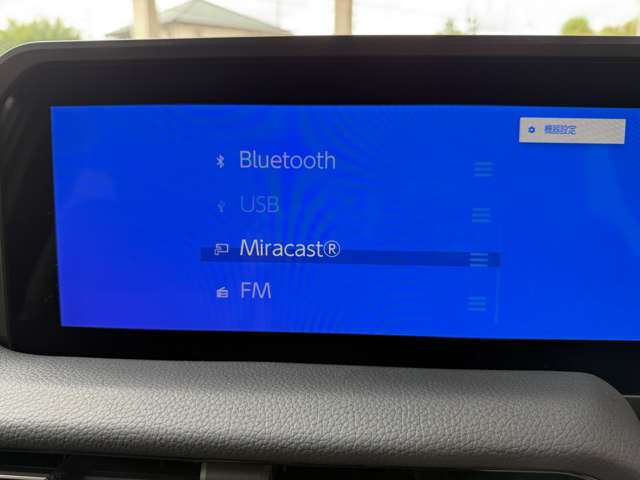 機器設定
Bluetooth
USB
Miracast®
FM